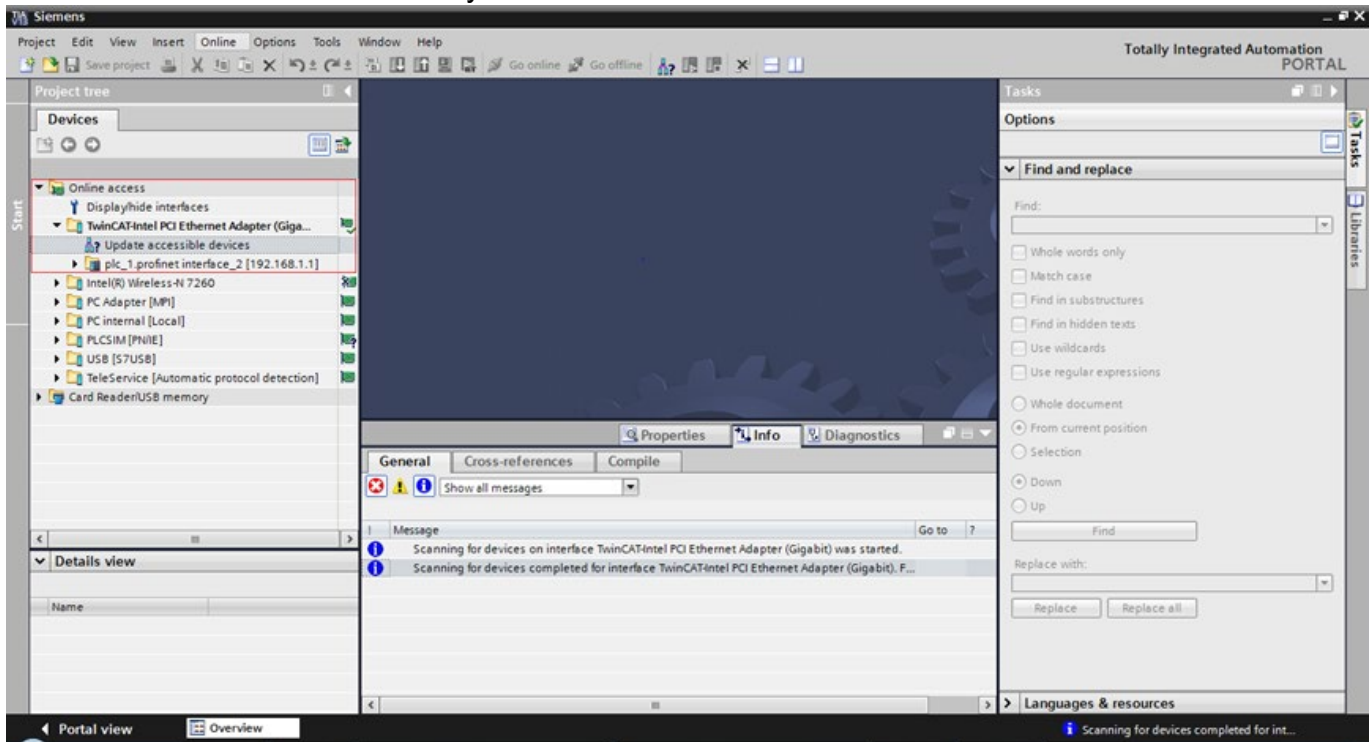 Siemens
Project Edit View Insert Online Options Tools Window Help
Totally Integrated Automation
PORTAL
Save project Go online Go offline
Project tree
Devices
Start
Online access
Display/hide interfaces
TwinCAT-Intel PCI Ethernet Adapter (Giga...
Update accessible devices
plc_1.profinet interface_2 [192.168.1.1]
Intel(R) Wireless-N 7260
PC Adapter [MPI]
PC internal [Local]
PLCSIM [PN/IE]
USB [S7USB]
TeleService [Automatic protocol detection]
Card Reader/USB memory
Details view
Name
Properties Info Diagnostics
General Cross-references Compile
Show all messages
! Message Go to ?
Scanning for devices on interface TwinCAT-Intel PCI Ethernet Adapter (Gigabit) was started.
Scanning for devices completed for interface TwinCAT-Intel PCI Ethernet Adapter (Gigabit). F...
Tasks
Options
Find and replace
Find:
Whole words only
Match case
Find in substructures
Find in hidden texts
Use wildcards
Use regular expressions
Whole document
From current position
Selection
Down
Up
Find
Replace with:
Replace Replace all
Languages & resources
Tasks
Libraries
Portal view Overview
Scanning for devices completed for int...